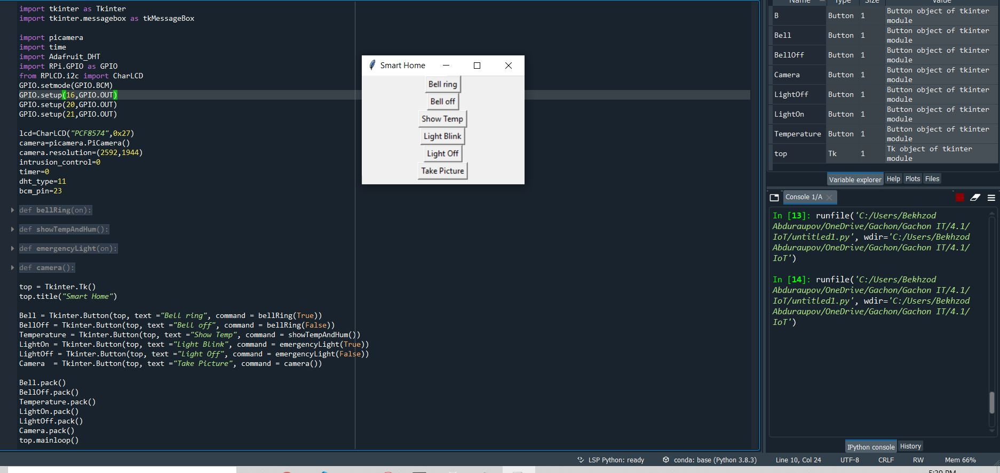 import tkinter as Tkinter
import tkinter.messagebox as tkMessageBox
import picamera
import time
import Adafruit_DHT
import RPi.GPIO as GPIO
from RPLCD.i2c import CharLCD
GPIO.setmode(GPIO.BCM)
GPIO.setup(16,GPIO.OUT)
GPIO.setup(20,GPIO.OUT)
GPIO.setup(21,GPIO.OUT)
lcd=CharLCD("PCF8574",0x27)
camera=picamera.PiCamera()
camera.resolution=(2592,1944)
intrusion_control=0
timer=0
dht_type=11
bcm_pin=23
def bellRing(on):
def showTempAndHum():
def emergencyLight(on):
def camera():
top = Tkinter.Tk()
top.title("Smart Home")
Bell = Tkinter.Button(top, text ="Bell ring", command = bellRing(True))
BellOff = Tkinter.Button(top, text ="Bell off", command = bellRing(False))
Temperature = Tkinter.Button(top, text ="Show Temp", command = showTempAndHum())
LightOn = Tkinter.Button(top, text ="Light Blink", command = emergencyLight(True))
LightOff = Tkinter.Button(top, text ="Light Off", command = emergencyLight(False))
Camera  = Tkinter.Button(top, text ="Take Picture", command = camera())
Bell.pack()
BellOff.pack()
Temperature.pack()
LightOn.pack()
LightOff.pack()
Camera.pack()
top.mainloop()
Smart Home
Bell ring
Bell off
Show Temp
Light Blink
Light Off
Take Picture
Name Type Size Value
B Button 1 Button object of tkinter
module
Bell Button 1 Button object of tkinter
module
BellOff Button 1 Button object of tkinter
module
Camera Button 1 Button object of tkinter
module
LightOff Button 1 Button object of tkinter
module
LightOn Button 1 Button object of tkinter
module
Temperature Button 1 Button object of tkinter
module
top Tk 1 Tk object of tkinter
module
Variable explorer Help Plots Files
Console 1/A
In [13]: runfile('C:/Users/Bekhzod
Abduraupov/OneDrive/Gachon/Gachon IT/4.1/
IoT/untitled1.py', wdir='C:/Users/Bekhzod
Abduraupov/OneDrive/Gachon/Gachon IT/4.1/
IoT')
In [14]: runfile('C:/Users/Bekhzod
Abduraupov/OneDrive/Gachon/Gachon IT/4.1/
IoT/untitled1.py', wdir='C:/Users/Bekhzod
Abduraupov/OneDrive/Gachon/Gachon IT/4.1/
IoT')
IPython console History
LSP Python: ready conda: base (Python 3.8.3) Line 10, Col 24 UTF-8 CRLF RW Mem 66%
5:20 PM